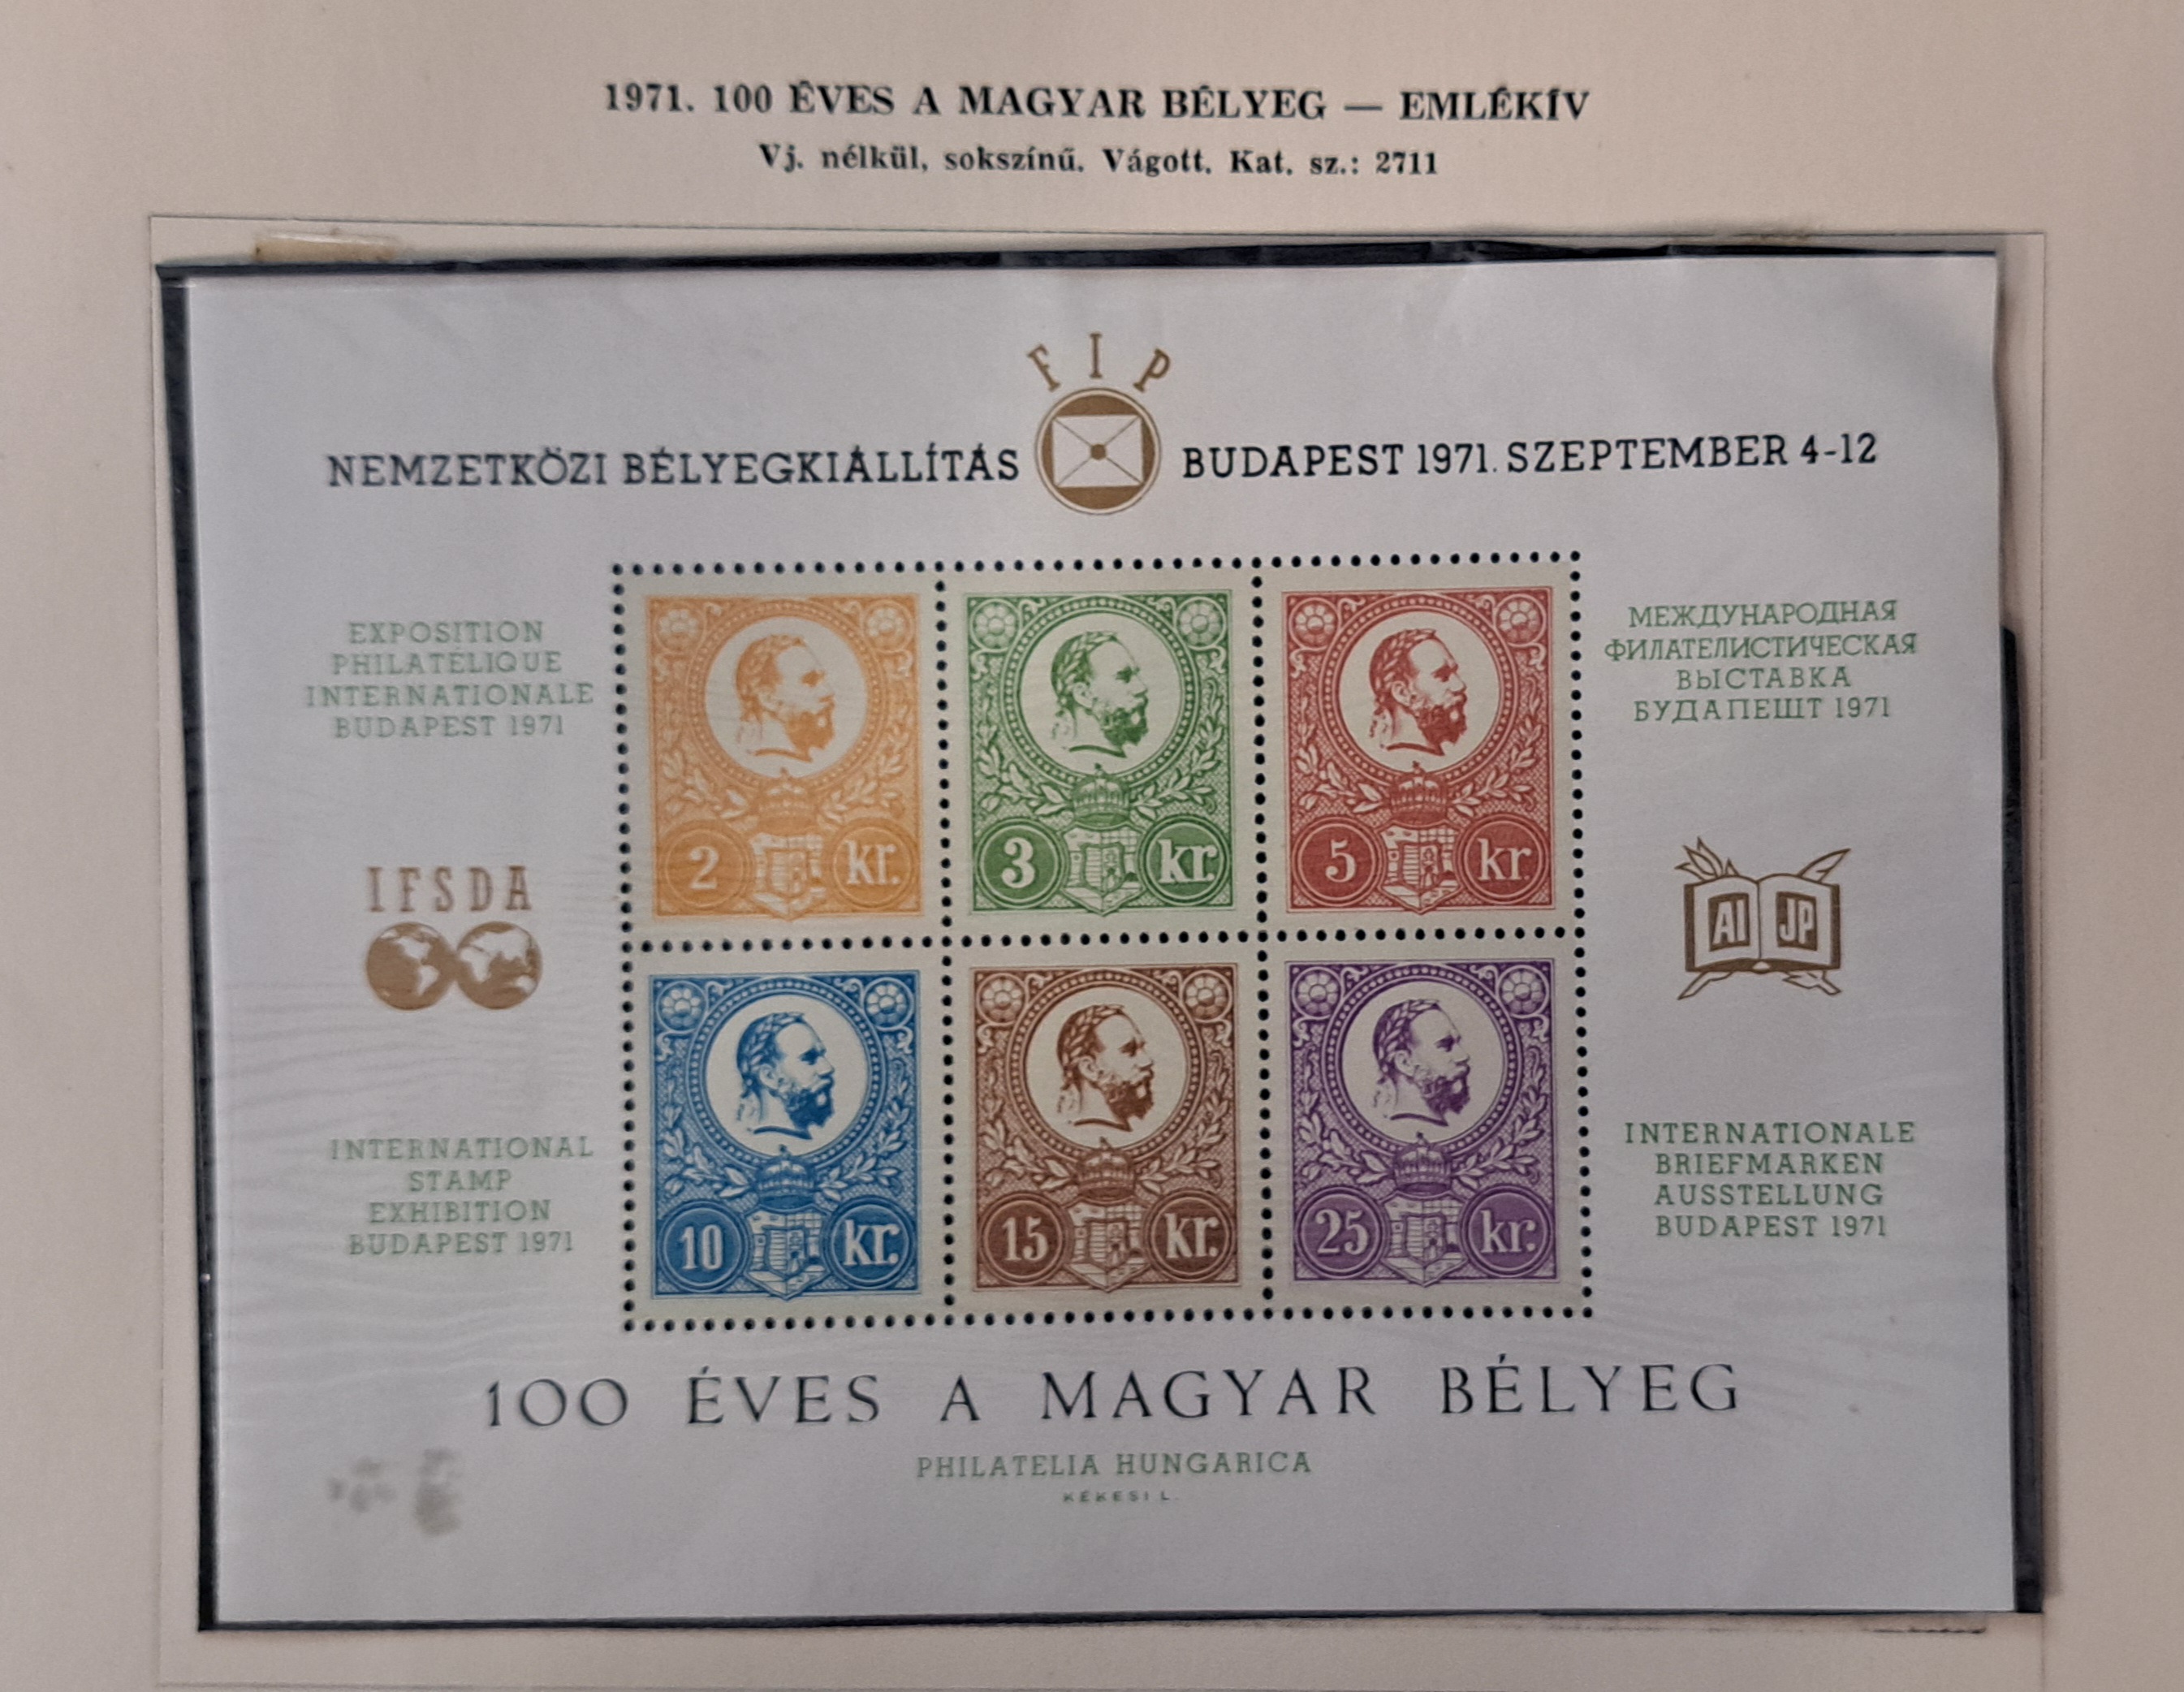 1971. 100 ÉVES A MAGYAR BÉLYEG — EMLÉKÍV
Vj. nélkül, sokszínű. Vágott. Kat. sz.: 2711
FIP
NEMZETKÖZI BÉLYEGKIÁLLÍTÁS BUDAPEST 1971. SZEPTEMBER 4-12
EXPOSITION
PHILATÉLIQUE
INTERNATIONALE
BUDAPEST 1971
МЕЖДУНАРОДНАЯ
ФИЛАТЕЛИСТИЧЕСКАЯ
ВЫСТАВКА
БУДАПЕШТ 1971
2 kr.
3 kr.
5 kr.
IFSDA
AI JP
10 kr.
15 kr.
25 kr.
INTERNATIONAL
STAMP
EXHIBITION
BUDAPEST 1971
INTERNATIONALE
BRIEFMARKEN
AUSSTELLUNG
BUDAPEST 1971
100 ÉVES A MAGYAR BÉLYEG
PHILATELIA HUNGARICA
KÉKESI L.